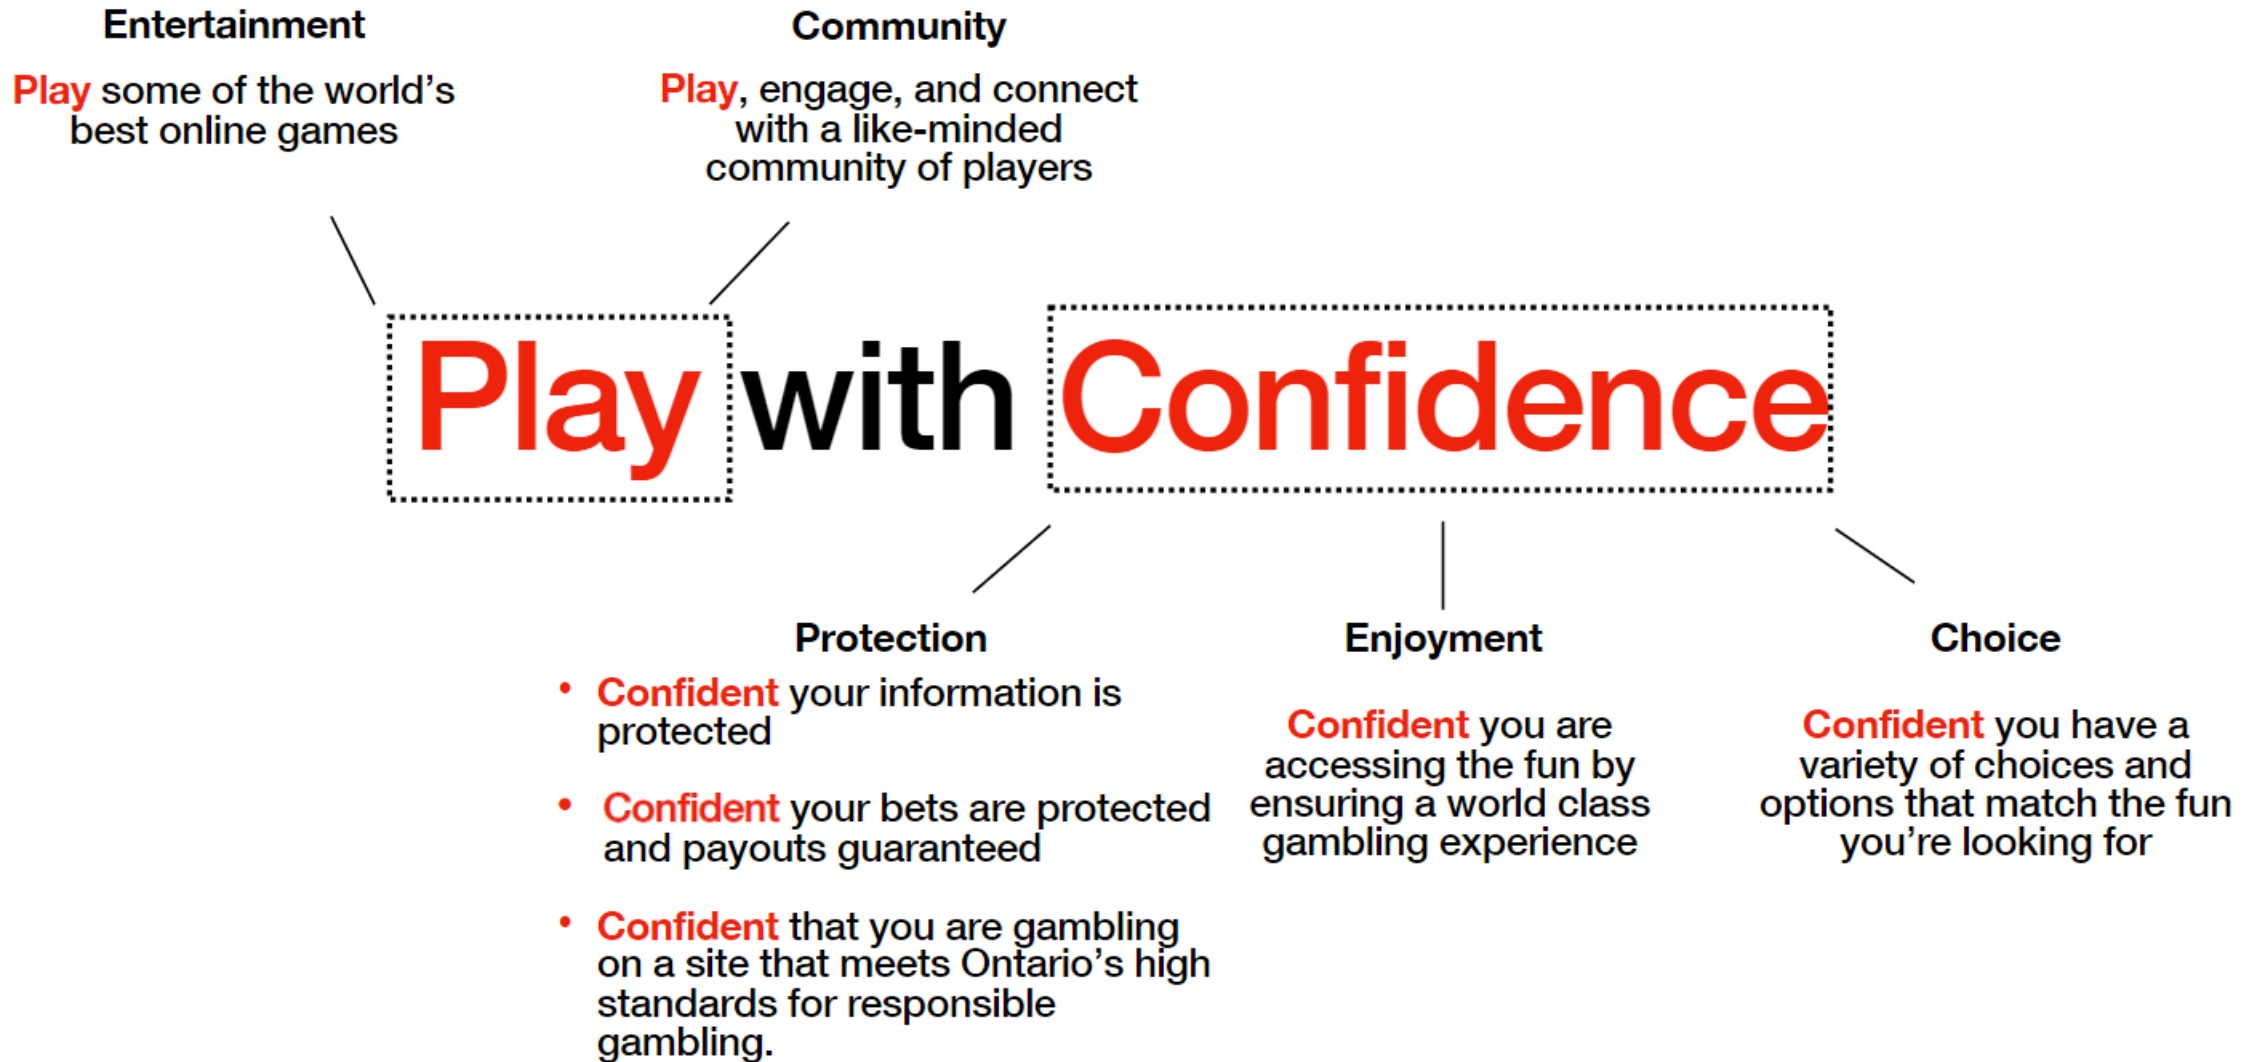 Entertainment
Play some of the world's
best online games
Community
Play, engage, and connect
with a like-minded
community of players
Play with Confidence
Protection
• Confident your information is
protected
• Confident your bets are protected
and payouts guaranteed
• Confident that you are gambling
on a site that meets Ontario's high
standards for responsible
gambling.
Enjoyment
Confident you are
accessing the fun by
ensuring a world class
gambling experience
Choice
Confident you have a
variety of choices and
options that match the fun
you're looking for